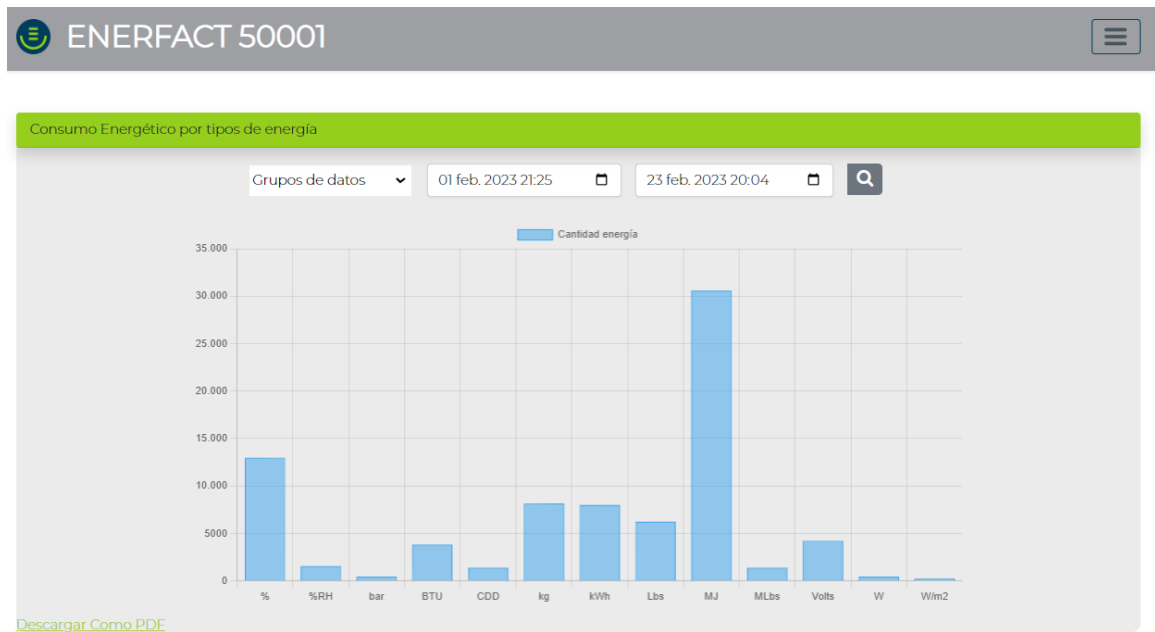 ENERFACT 50001
Consumo Energético por tipos de energía
Grupos de datos 01 feb. 2023 21:25 23 feb. 2023 20:04
Cantidad energía
35.000
30.000
25.000
20.000
15.000
10.000
5000
0
% %RH bar BTU CDD kg kWh Lbs MJ MLbs Volts W W/m2
Descargar Como PDF